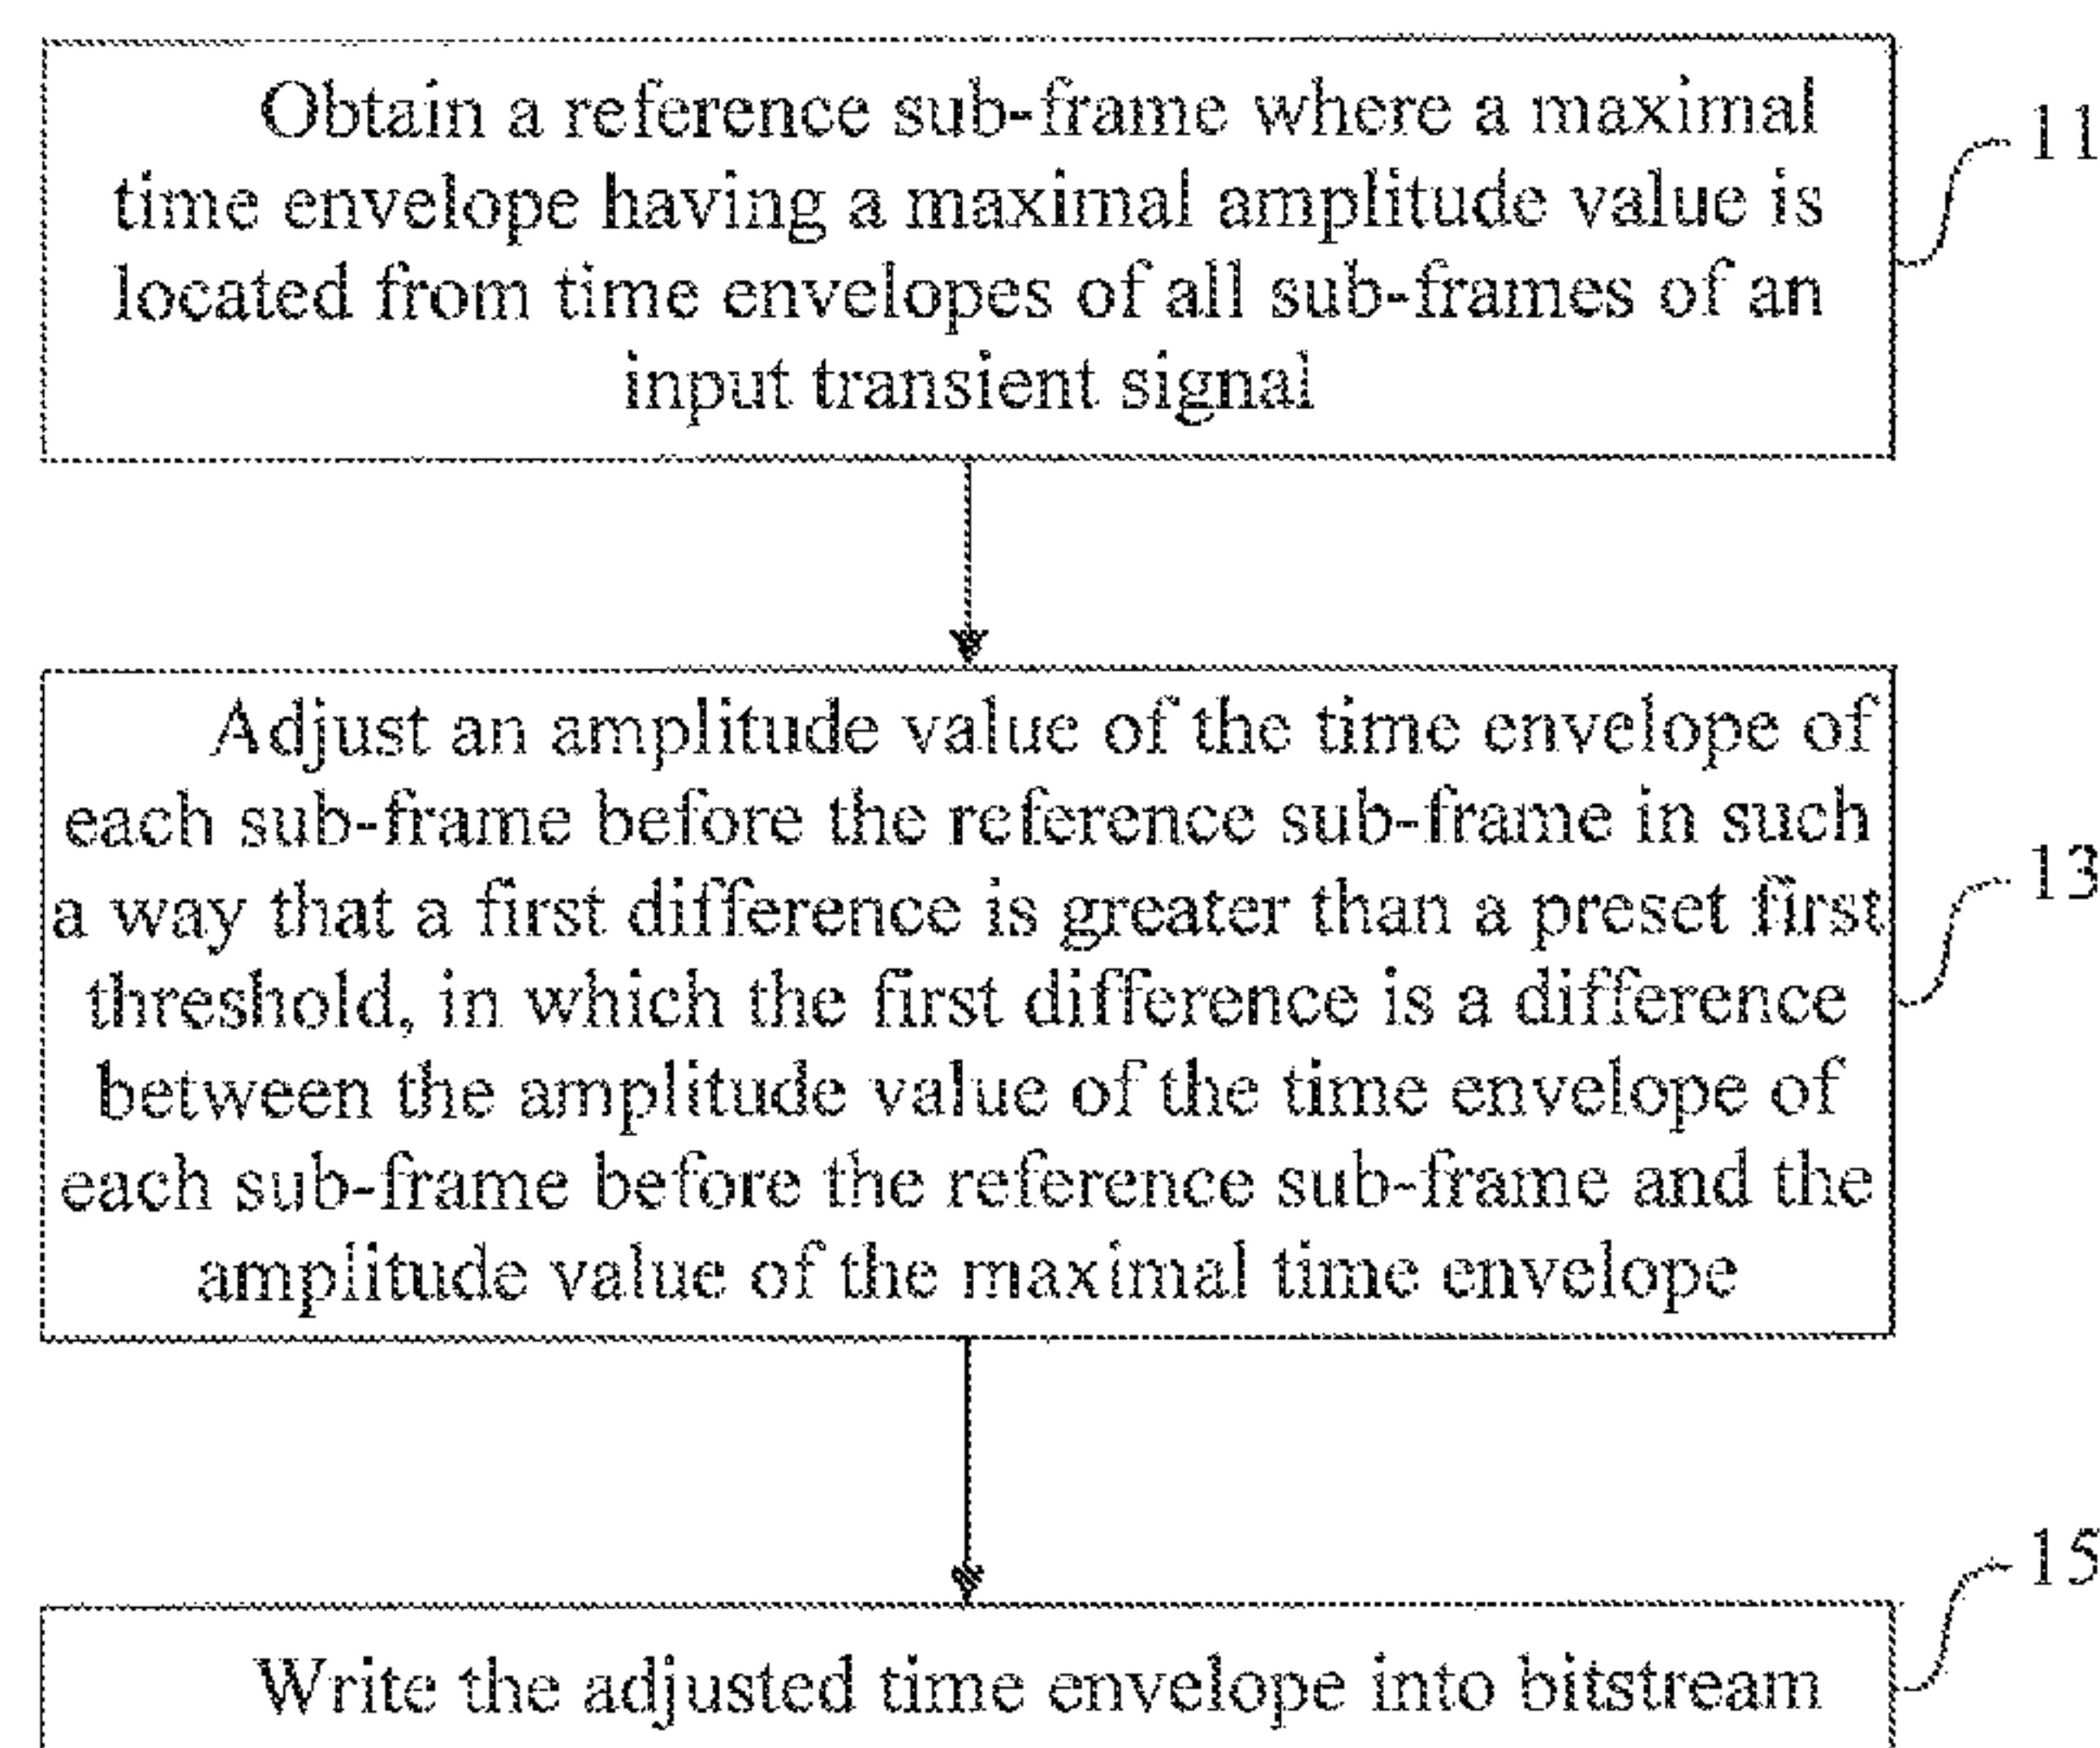 Obtain a reference sub-frame where a maximal
time envelope having a maximal amplitude value is
located from time envelopes of all sub-frames of an
input transient signal
11
Adjust an amplitude value of the time envelope of
each sub-frame before the reference sub-frame in such
a way that a first difference is greater than a preset first
threshold, in which the first difference is a difference
between the amplitude value of the time envelope of
each sub-frame before the reference sub-frame and the
amplitude value of the maximal time envelope
13
Write the adjusted time envelope into bitstream
15